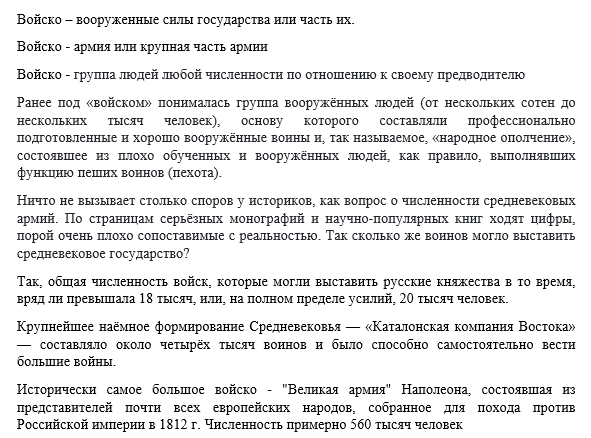 Войско – вооруженные силы государства или часть их.
Войско - армия или крупная часть армии
Войско - группа людей любой численности по отношению к своему предводителю
Ранее под «войском» понималась группа вооружённых людей (от нескольких сотен до
нескольких тысяч человек), основу которого составляли профессионально
подготовленные и хорошо вооружённые воины и, так называемое, «народное ополчение»,
состоявшее из плохо обученных и вооружённых людей, как правило, выполнявших
функцию пеших воинов (пехота).
Ничто не вызывает столько споров у историков, как вопрос о численности средневековых
армий. По страницам серьёзных монографий и научно-популярных книг ходят цифры,
порой очень плохо сопоставимые с реальностью. Так сколько же воинов могло выставить
средневековое государство?
Так, общая численность войск, которые могли выставить русские княжества в то время,
вряд ли превышала 18 тысяч, или, на полном пределе усилий, 20 тысяч человек.
Крупнейшее наёмное формирование Средневековья — «Каталонская компания Востока»
— составляло около четырёх тысяч воинов и было способно самостоятельно вести
большие войны.
Исторически самое большое войско - "Великая армия" Наполеона, состоявшая из
представителей почти всех европейских народов, собранное для похода против
Российской империи в 1812 г. Численность примерно 560 тысяч человек